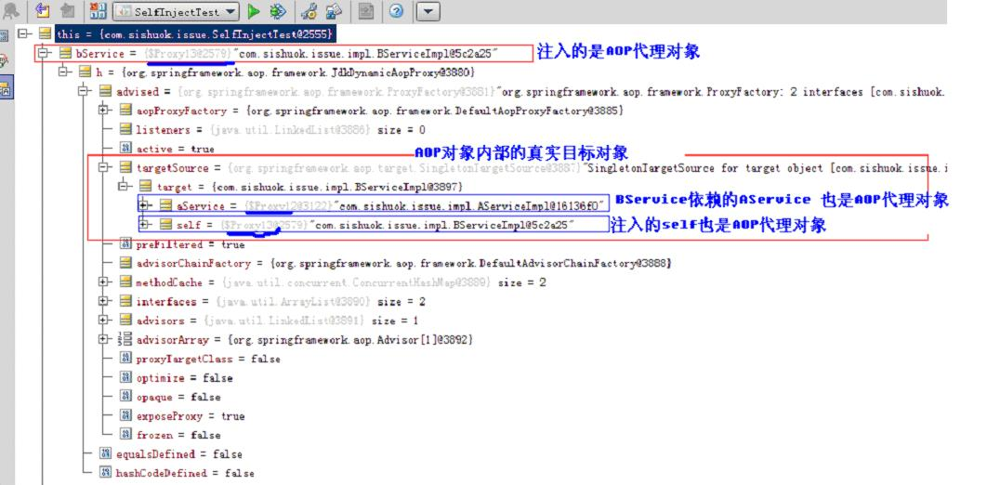 SelfInjectTest
this = {com.sishuok.issue.SelfInjectTest@2555}
bService = {$Proxy13@2579}"com.sishuok.issue.impl.BServiceImpl@5c2a25" 注入的是AOP代理对象
h = {org.springframework.aop.framework.JdkDynamicAopProxy@3880}
advised = {org.springframework.aop.framework.ProxyFactory@3881}"org.springframework.aop.framework.ProxyFactory: 2 interfaces [com.sishuok.
aopProxyFactory = {org.springframework.aop.framework.DefaultAopProxyFactory@3885}
listeners = {java.util.LinkedList@3886} size = 0
active = true
AOP对象内部的真实目标对象
targetSource = {org.springframework.aop.target.SingletonTargetSource@3887}"SingletonTargetSource for target object [com.sishuok.issue.i
target = {com.sishuok.issue.impl.BServiceImpl@3897}
aService = {$Proxy12@3122}"com.sishuok.issue.impl.AServiceImpl@16136f0" BService依赖的AService 也是AOP代理对象
self = {$Proxy13@2579}"com.sishuok.issue.impl.BServiceImpl@5c2a25" 注入的self也是AOP代理对象
preFiltered = true
advisorChainFactory = {org.springframework.aop.framework.DefaultAdvisorChainFactory@3888}
methodCache = {java.util.concurrent.ConcurrentHashMap@3889} size = 2
interfaces = {java.util.ArrayList@3890} size = 2
advisors = {java.util.LinkedList@3891} size = 1
advisorArray = {org.springframework.aop.Advisor[1]@3892}
proxyTargetClass = false
optimize = false
opaque = false
exposeProxy = true
frozen = false
equalsDefined = false
hashCodeDefined = false